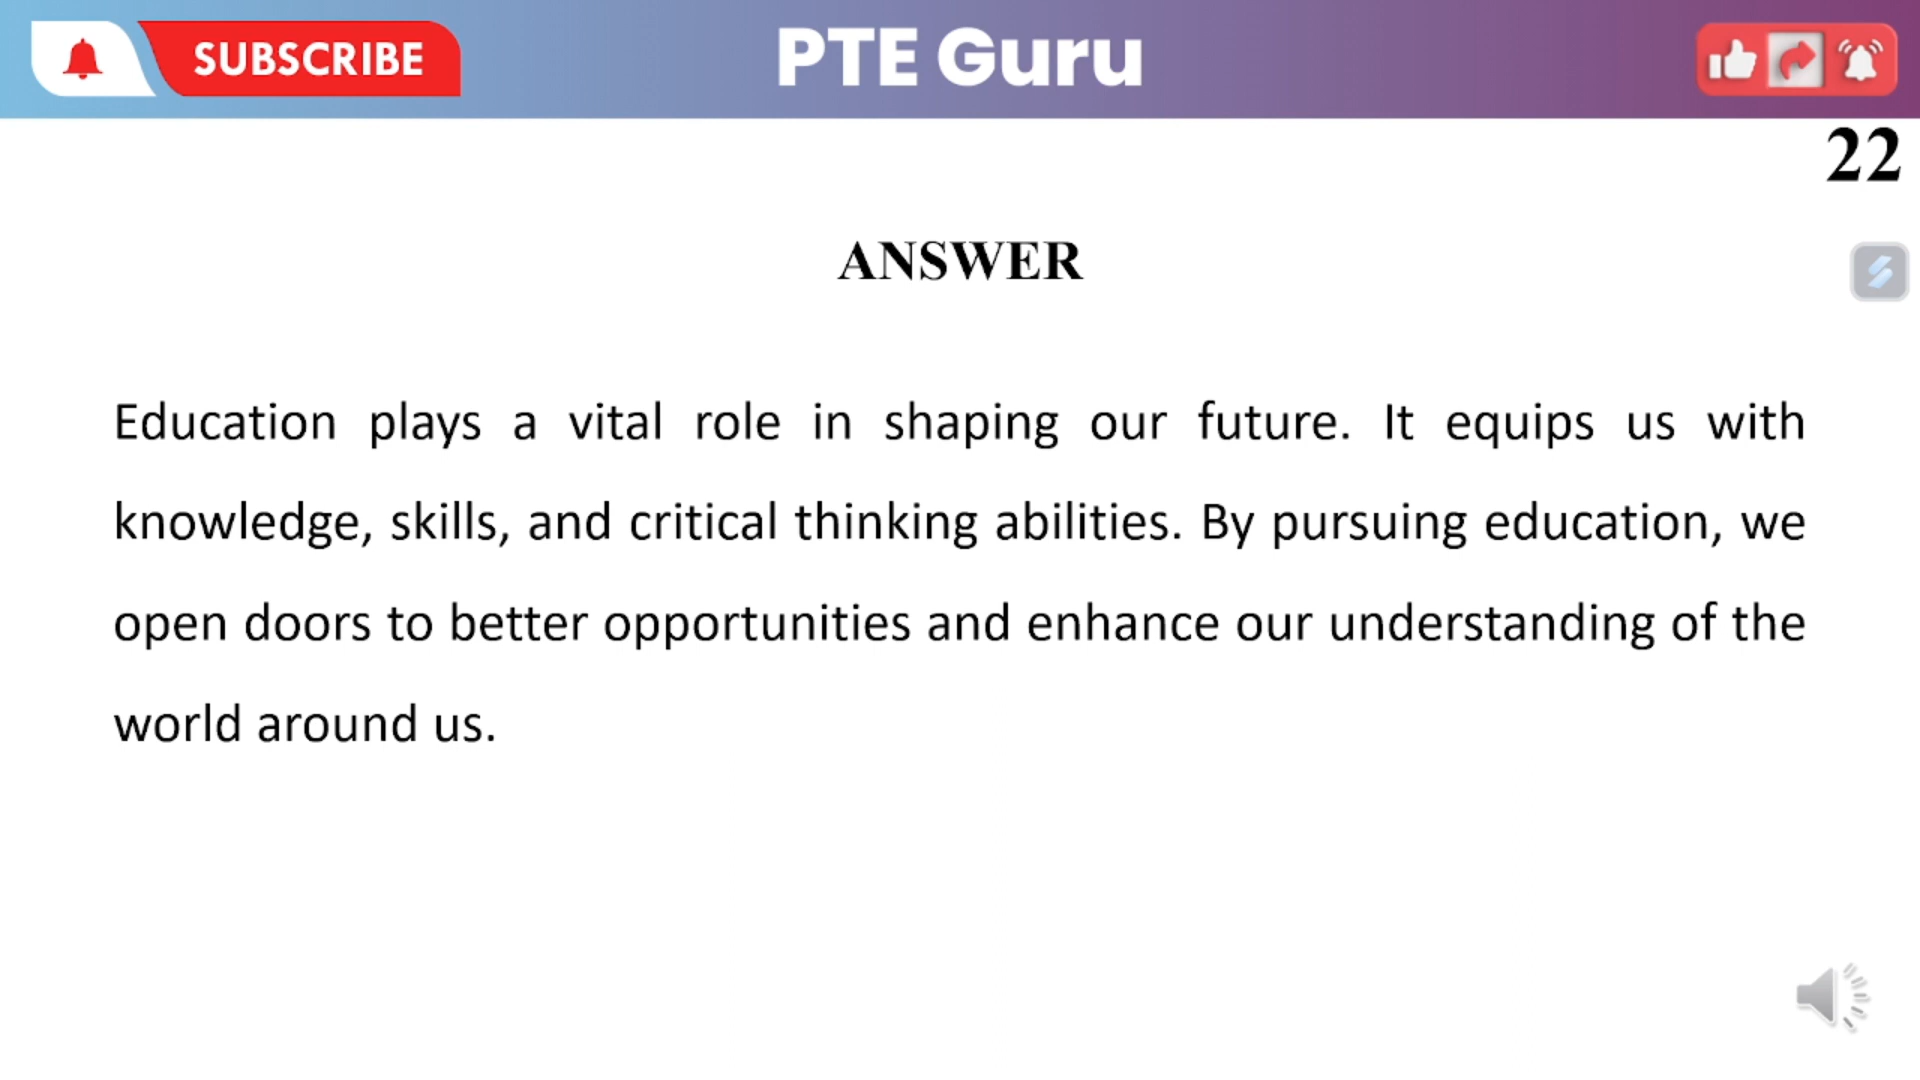 SUBSCRIBE
PTE Guru
22
ANSWER
Education plays a vital role in shaping our future. It equips us with
knowledge, skills, and critical thinking abilities. By pursuing education, we
open doors to better opportunities and enhance our understanding of the
world around us.